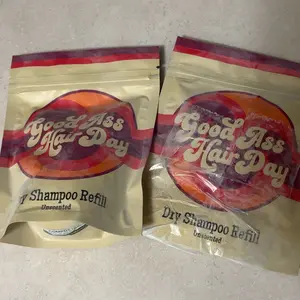 Good Ass
Hair Day
Dry Shampoo Refill
Unscented
Good Ass
Hair Day
Dry Shampoo Refill
Unscented